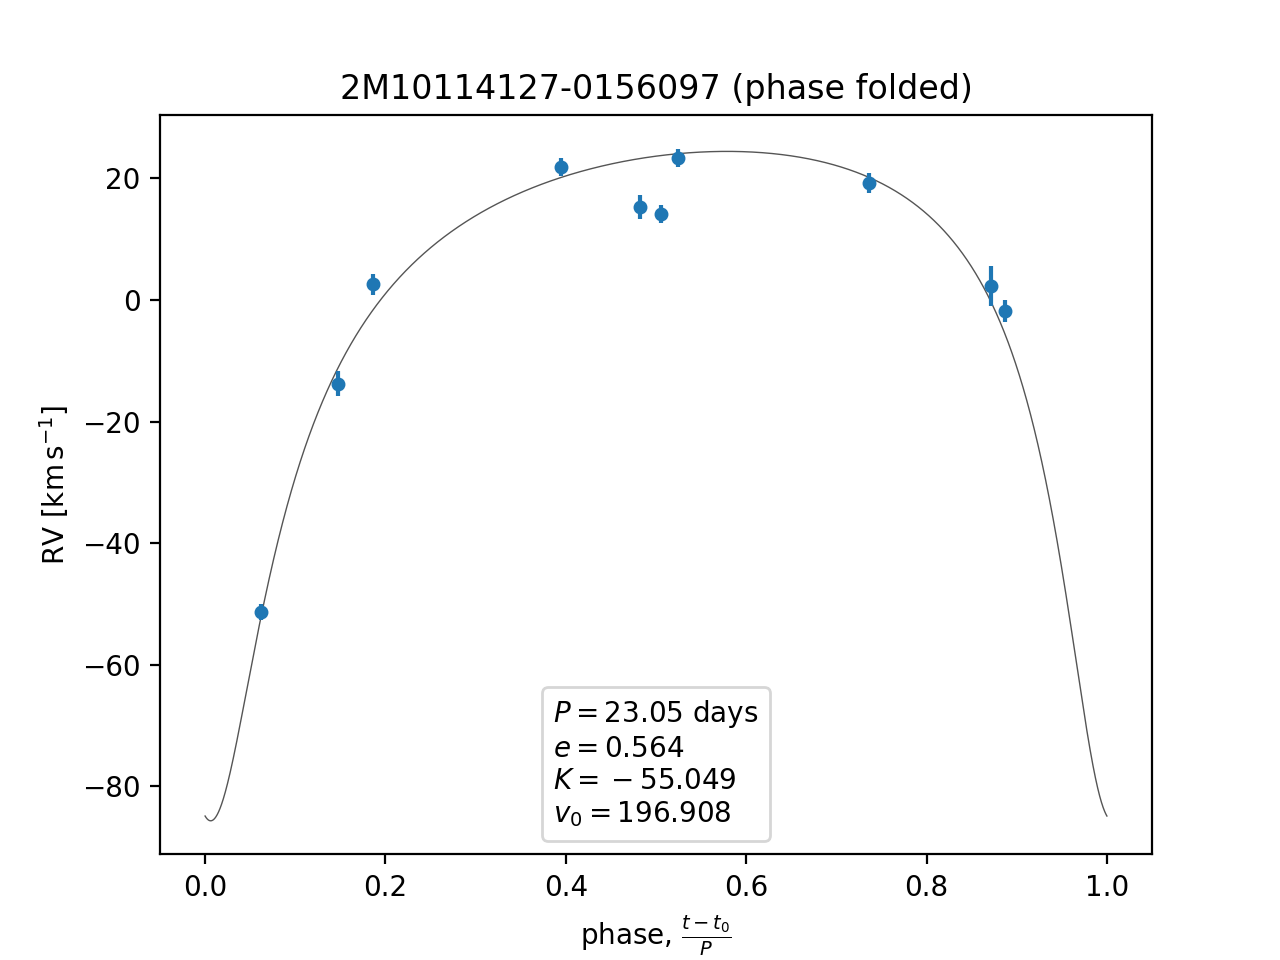 2M10114127-0156097 (phase folded)
20
0
−20
−40
−60
−80
RV [km s⁻¹]
P = 23.05 days
e = 0.564
K = − 55.049
v₀ = 196.908
0.0 0.2 0.4 0.6 0.8 1.0
phase, \frac{t − t₀}{P}